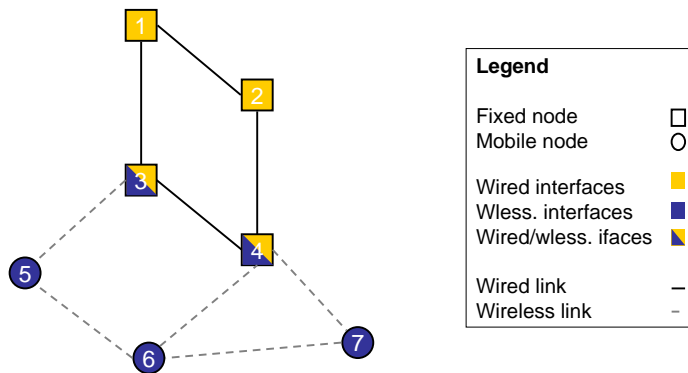 1
2
3
4
5
6
7
Legend
Fixed node
Mobile node
Wired interfaces
Wless. interfaces
Wired/wless. ifaces
Wired link
Wireless link